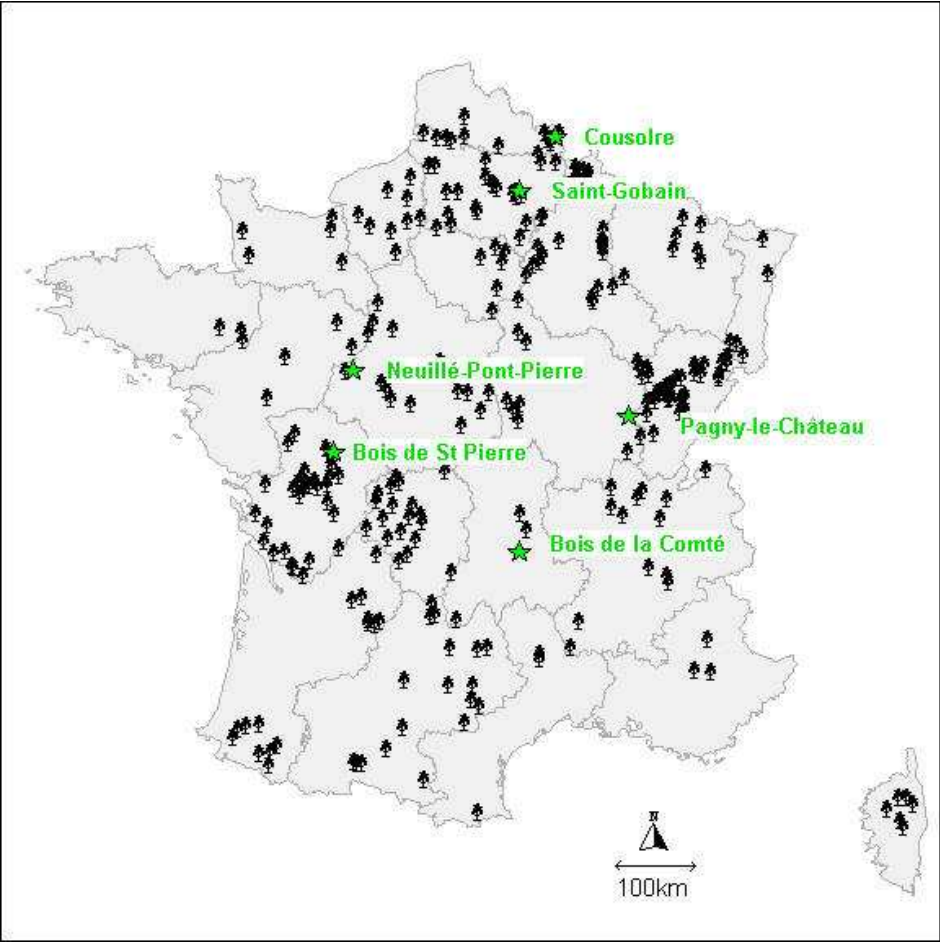 Cousolre
Saint-Gobain
Neuillé-Pont-Pierre
Pagny-le-Château
Bois de St Pierre
Bois de la Comté
N
100km